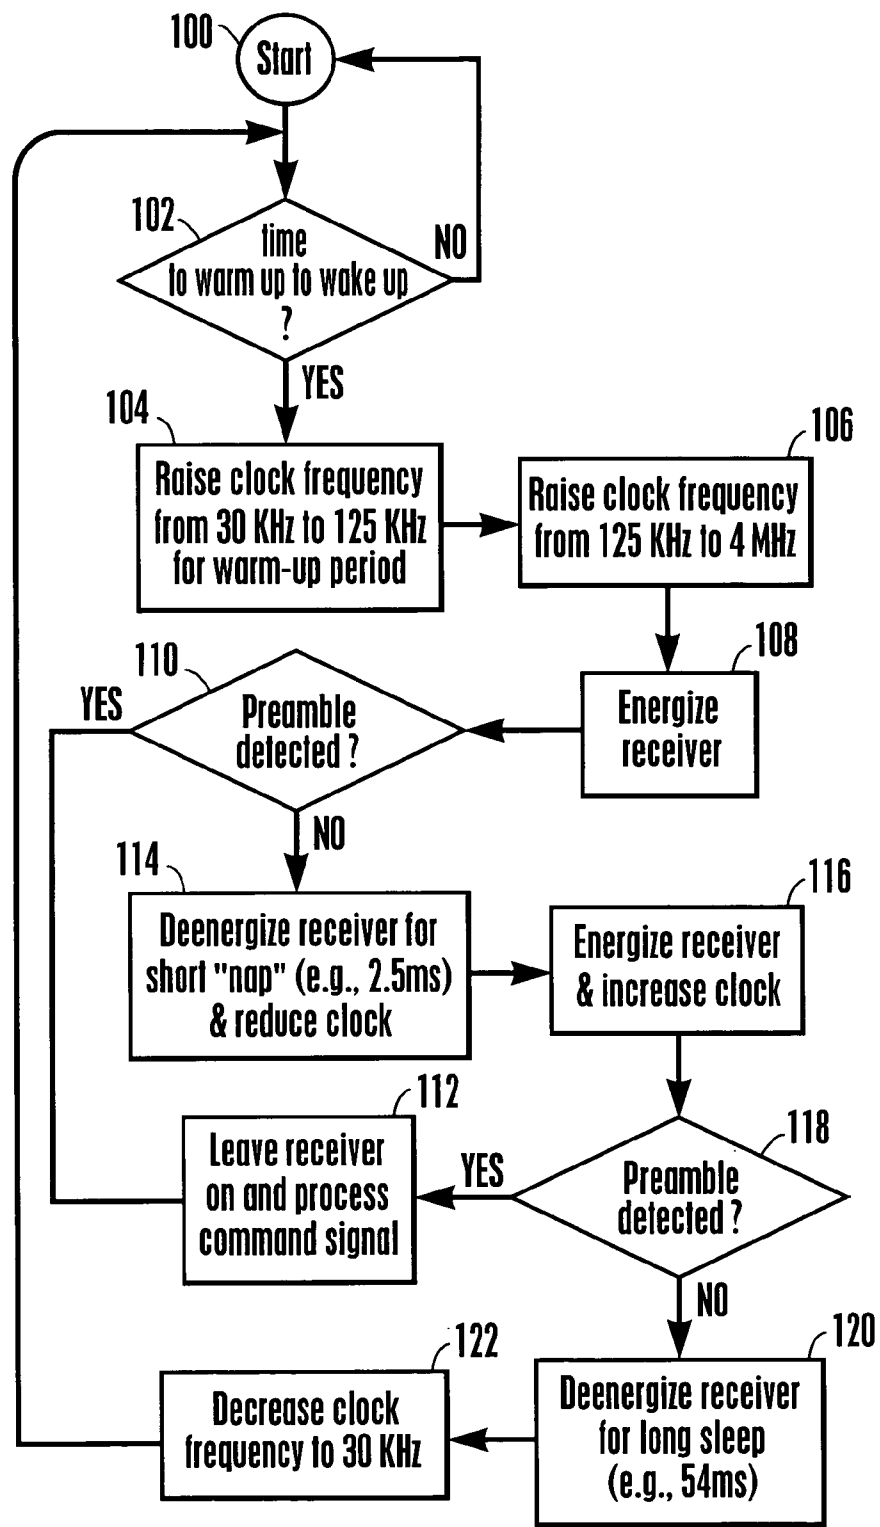 100
Start
102
time
to warm up to wake up
?
NO
YES
104
Raise clock frequency
from 30 KHz to 125 KHz
for warm-up period
106
Raise clock frequency
from 125 KHz to 4 MHz
108
Energize
receiver
110
Preamble
detected ?
YES
NO
114
Deenergize receiver for
short "nap" (e.g., 2.5ms)
& reduce clock
116
Energize receiver
& increase clock
112
Leave receiver
on and process
command signal
118
Preamble
detected ?
YES
NO
120
Deenergize receiver
for long sleep
(e.g., 54ms)
122
Decrease clock
frequency to 30 KHz